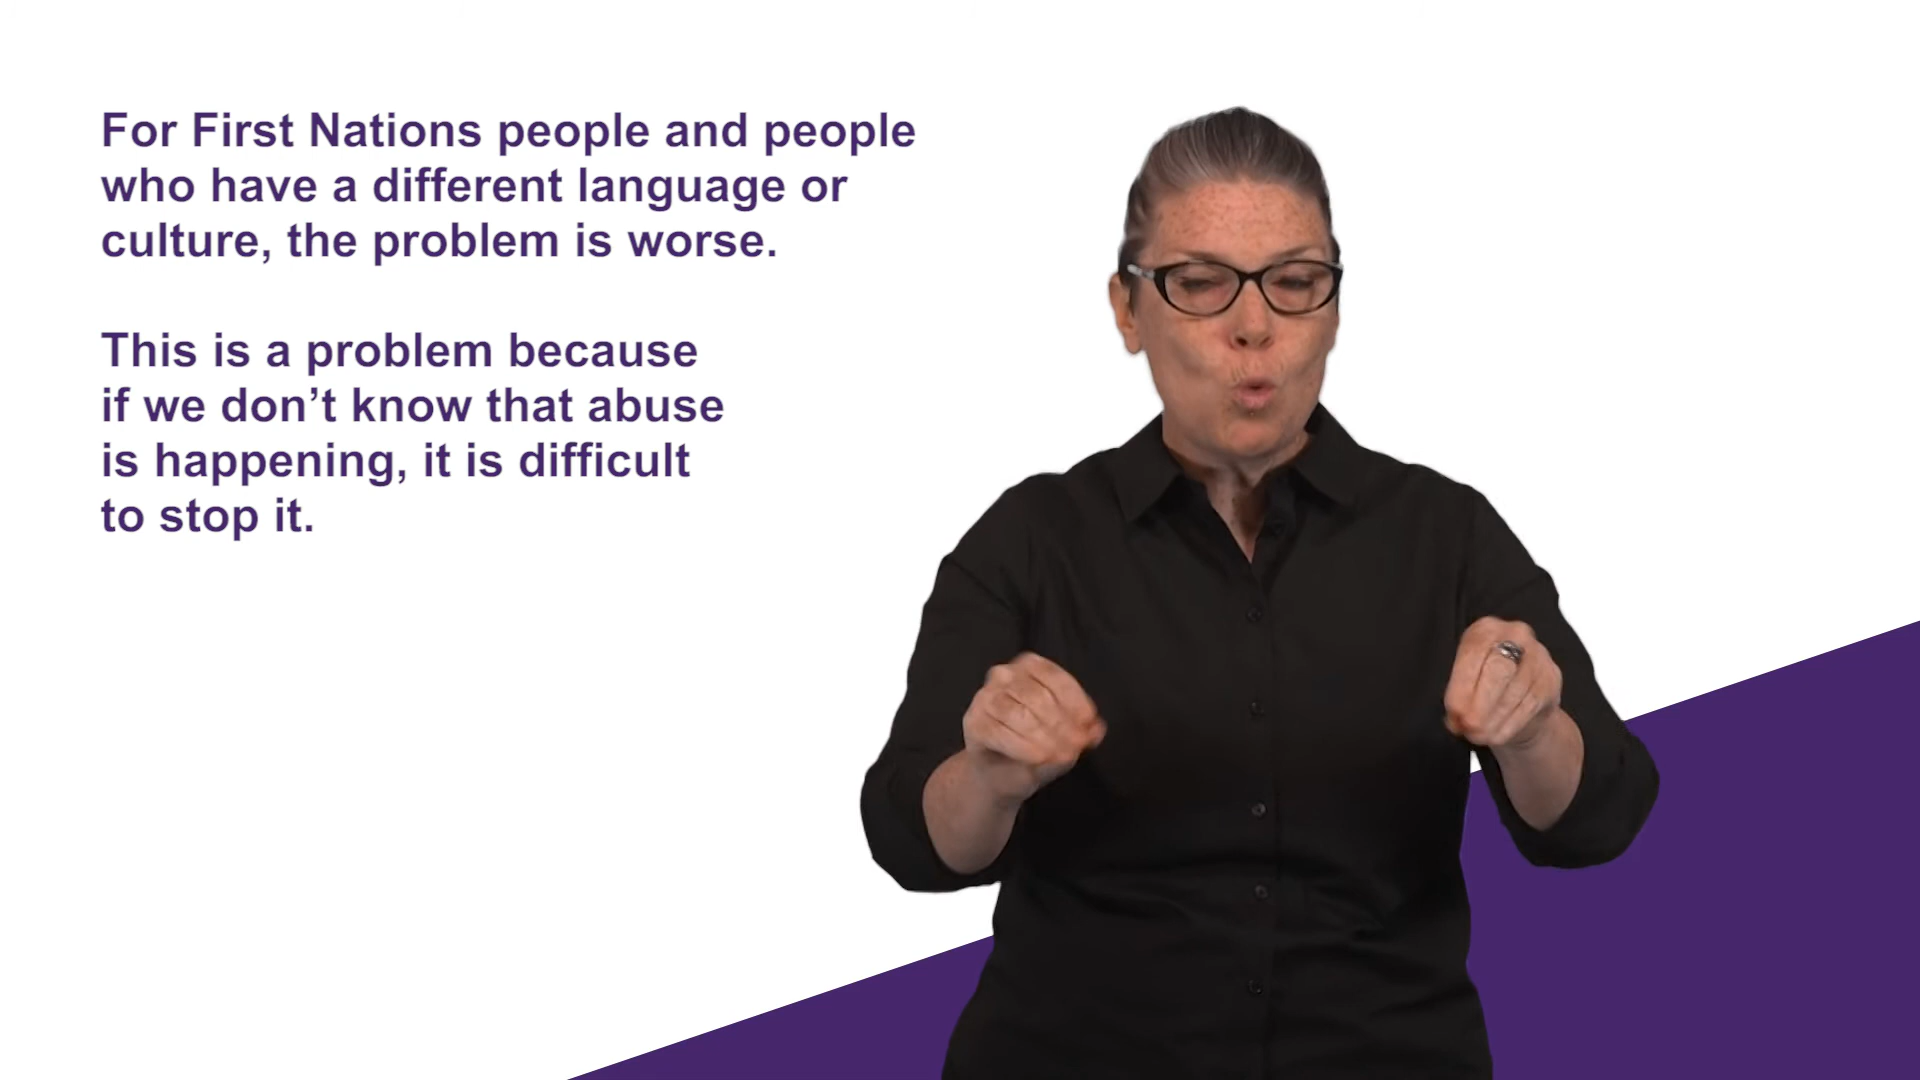 For First Nations people and people
who have a different language or
culture, the problem is worse.
This is a problem because
if we don’t know that abuse
is happening, it is difficult
to stop it.